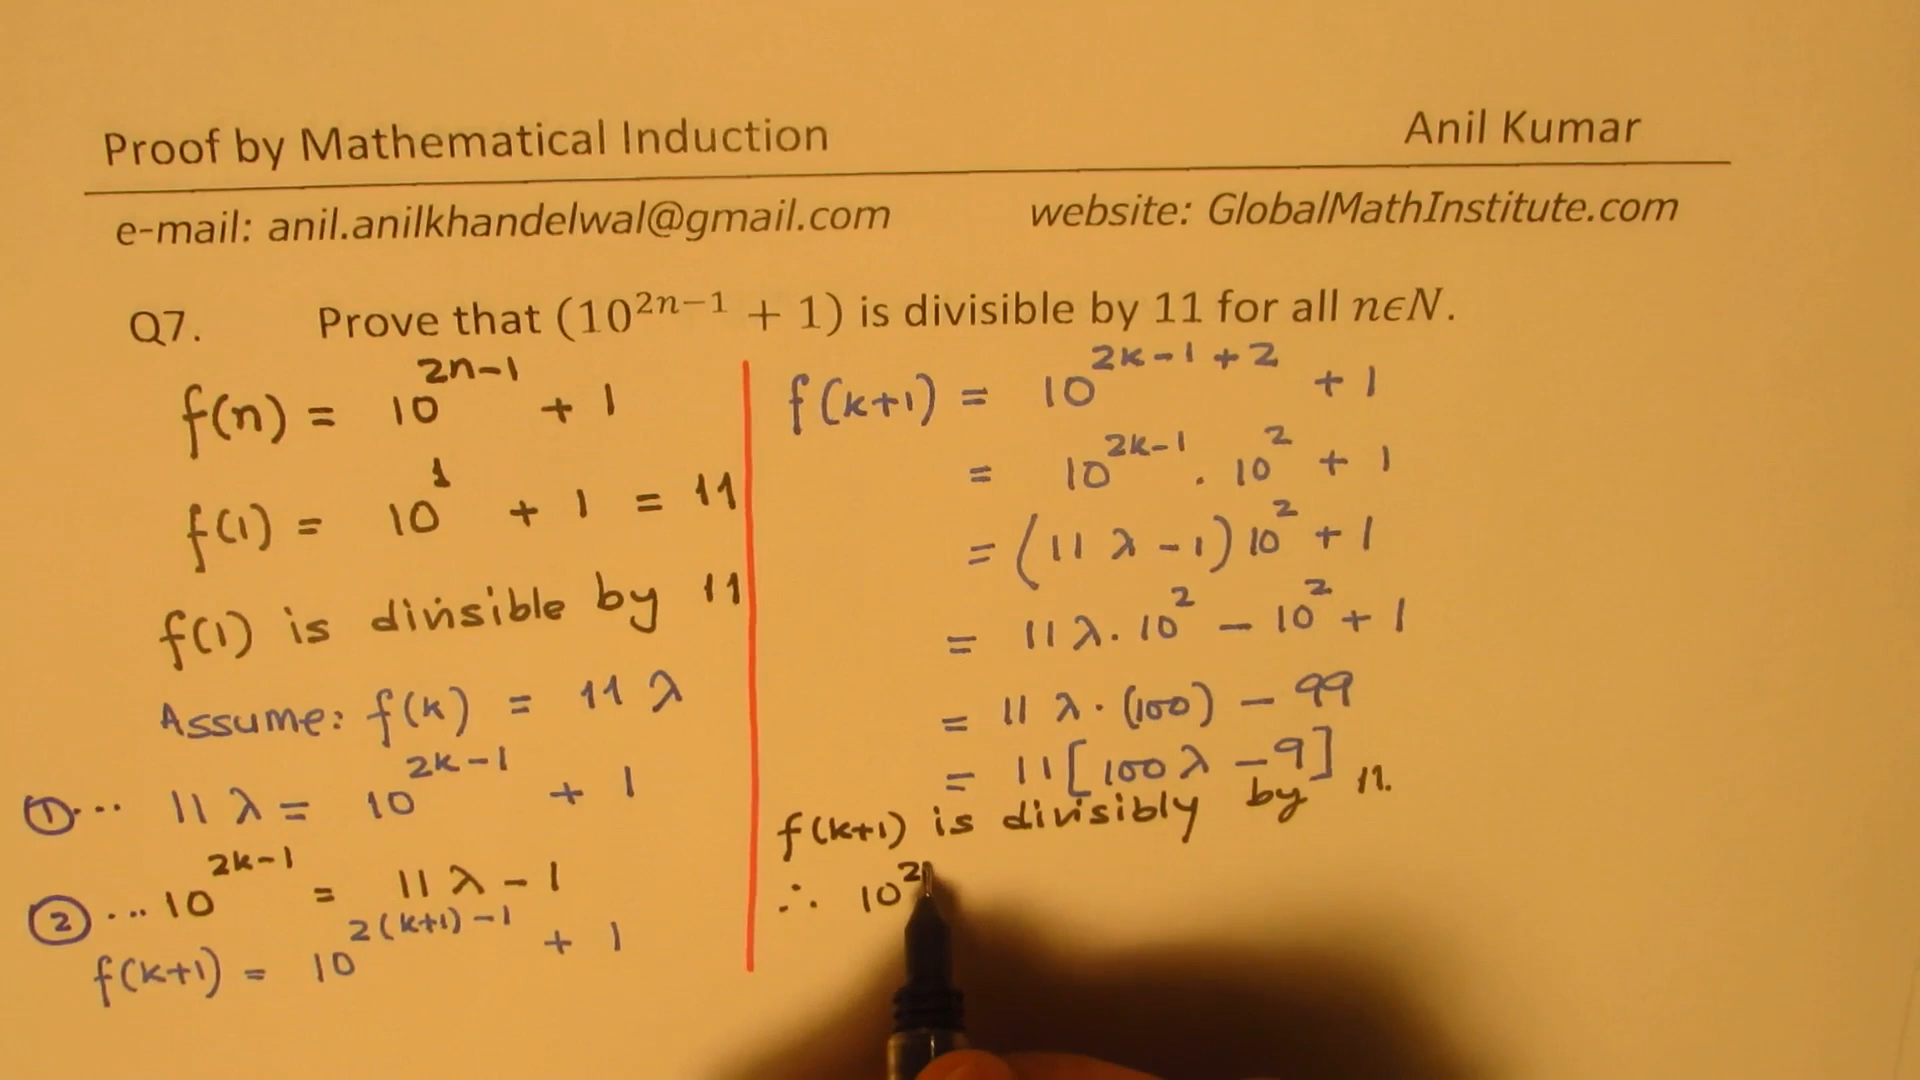 Proof by Mathematical Induction
Anil Kumar
e-mail: anil.anilkhandelwal@gmail.com
website: GlobalMathInstitute.com
Q7. Prove that (10^{2n−1} + 1) is divisible by 11 for all nϵN.
f(n) = 10^{2n-1} + 1
f(1) = 10^{1} + 1 = 11
f(1) is divisible by 11
Assume: f(k) = 11 λ
① ... 11 λ = 10^{2k-1} + 1
② ... 10^{2k-1} = 11 λ - 1
f(k+1) = 10^{2(k+1)-1} + 1
f(k+1) = 10^{2k-1+2} + 1
= 10^{2k-1} . 10^{2} + 1
= (11 λ - 1) 10^{2} + 1
= 11 λ . 10^{2} - 10^{2} + 1
= 11 λ . (100) - 99
= 11 [100 λ - 9]
f(k+1) is divisibly by 11.
∴ 10^{2